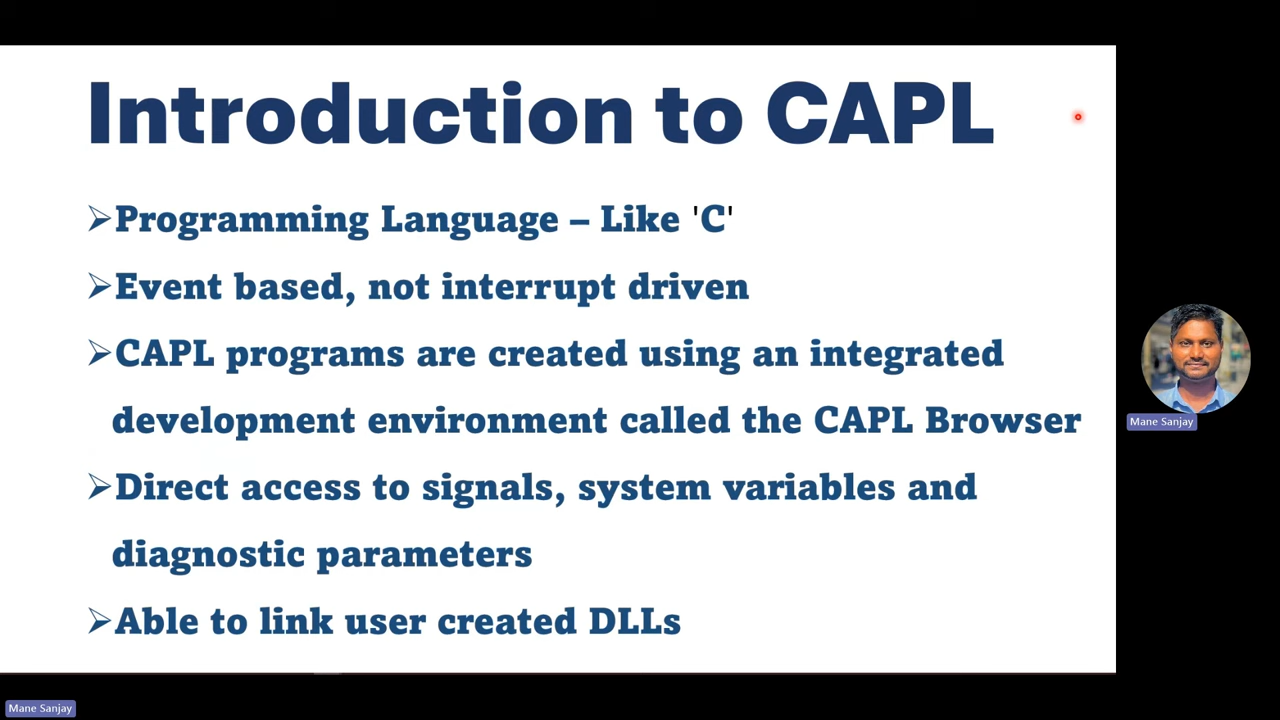 Introduction to CAPL
➢Programming Language – Like 'C'
➢Event based, not interrupt driven
➢CAPL programs are created using an integrated
development environment called the CAPL Browser
➢Direct access to signals, system variables and
diagnostic parameters
➢Able to link user created DLLs
Mane Sanjay
Mane Sanjay